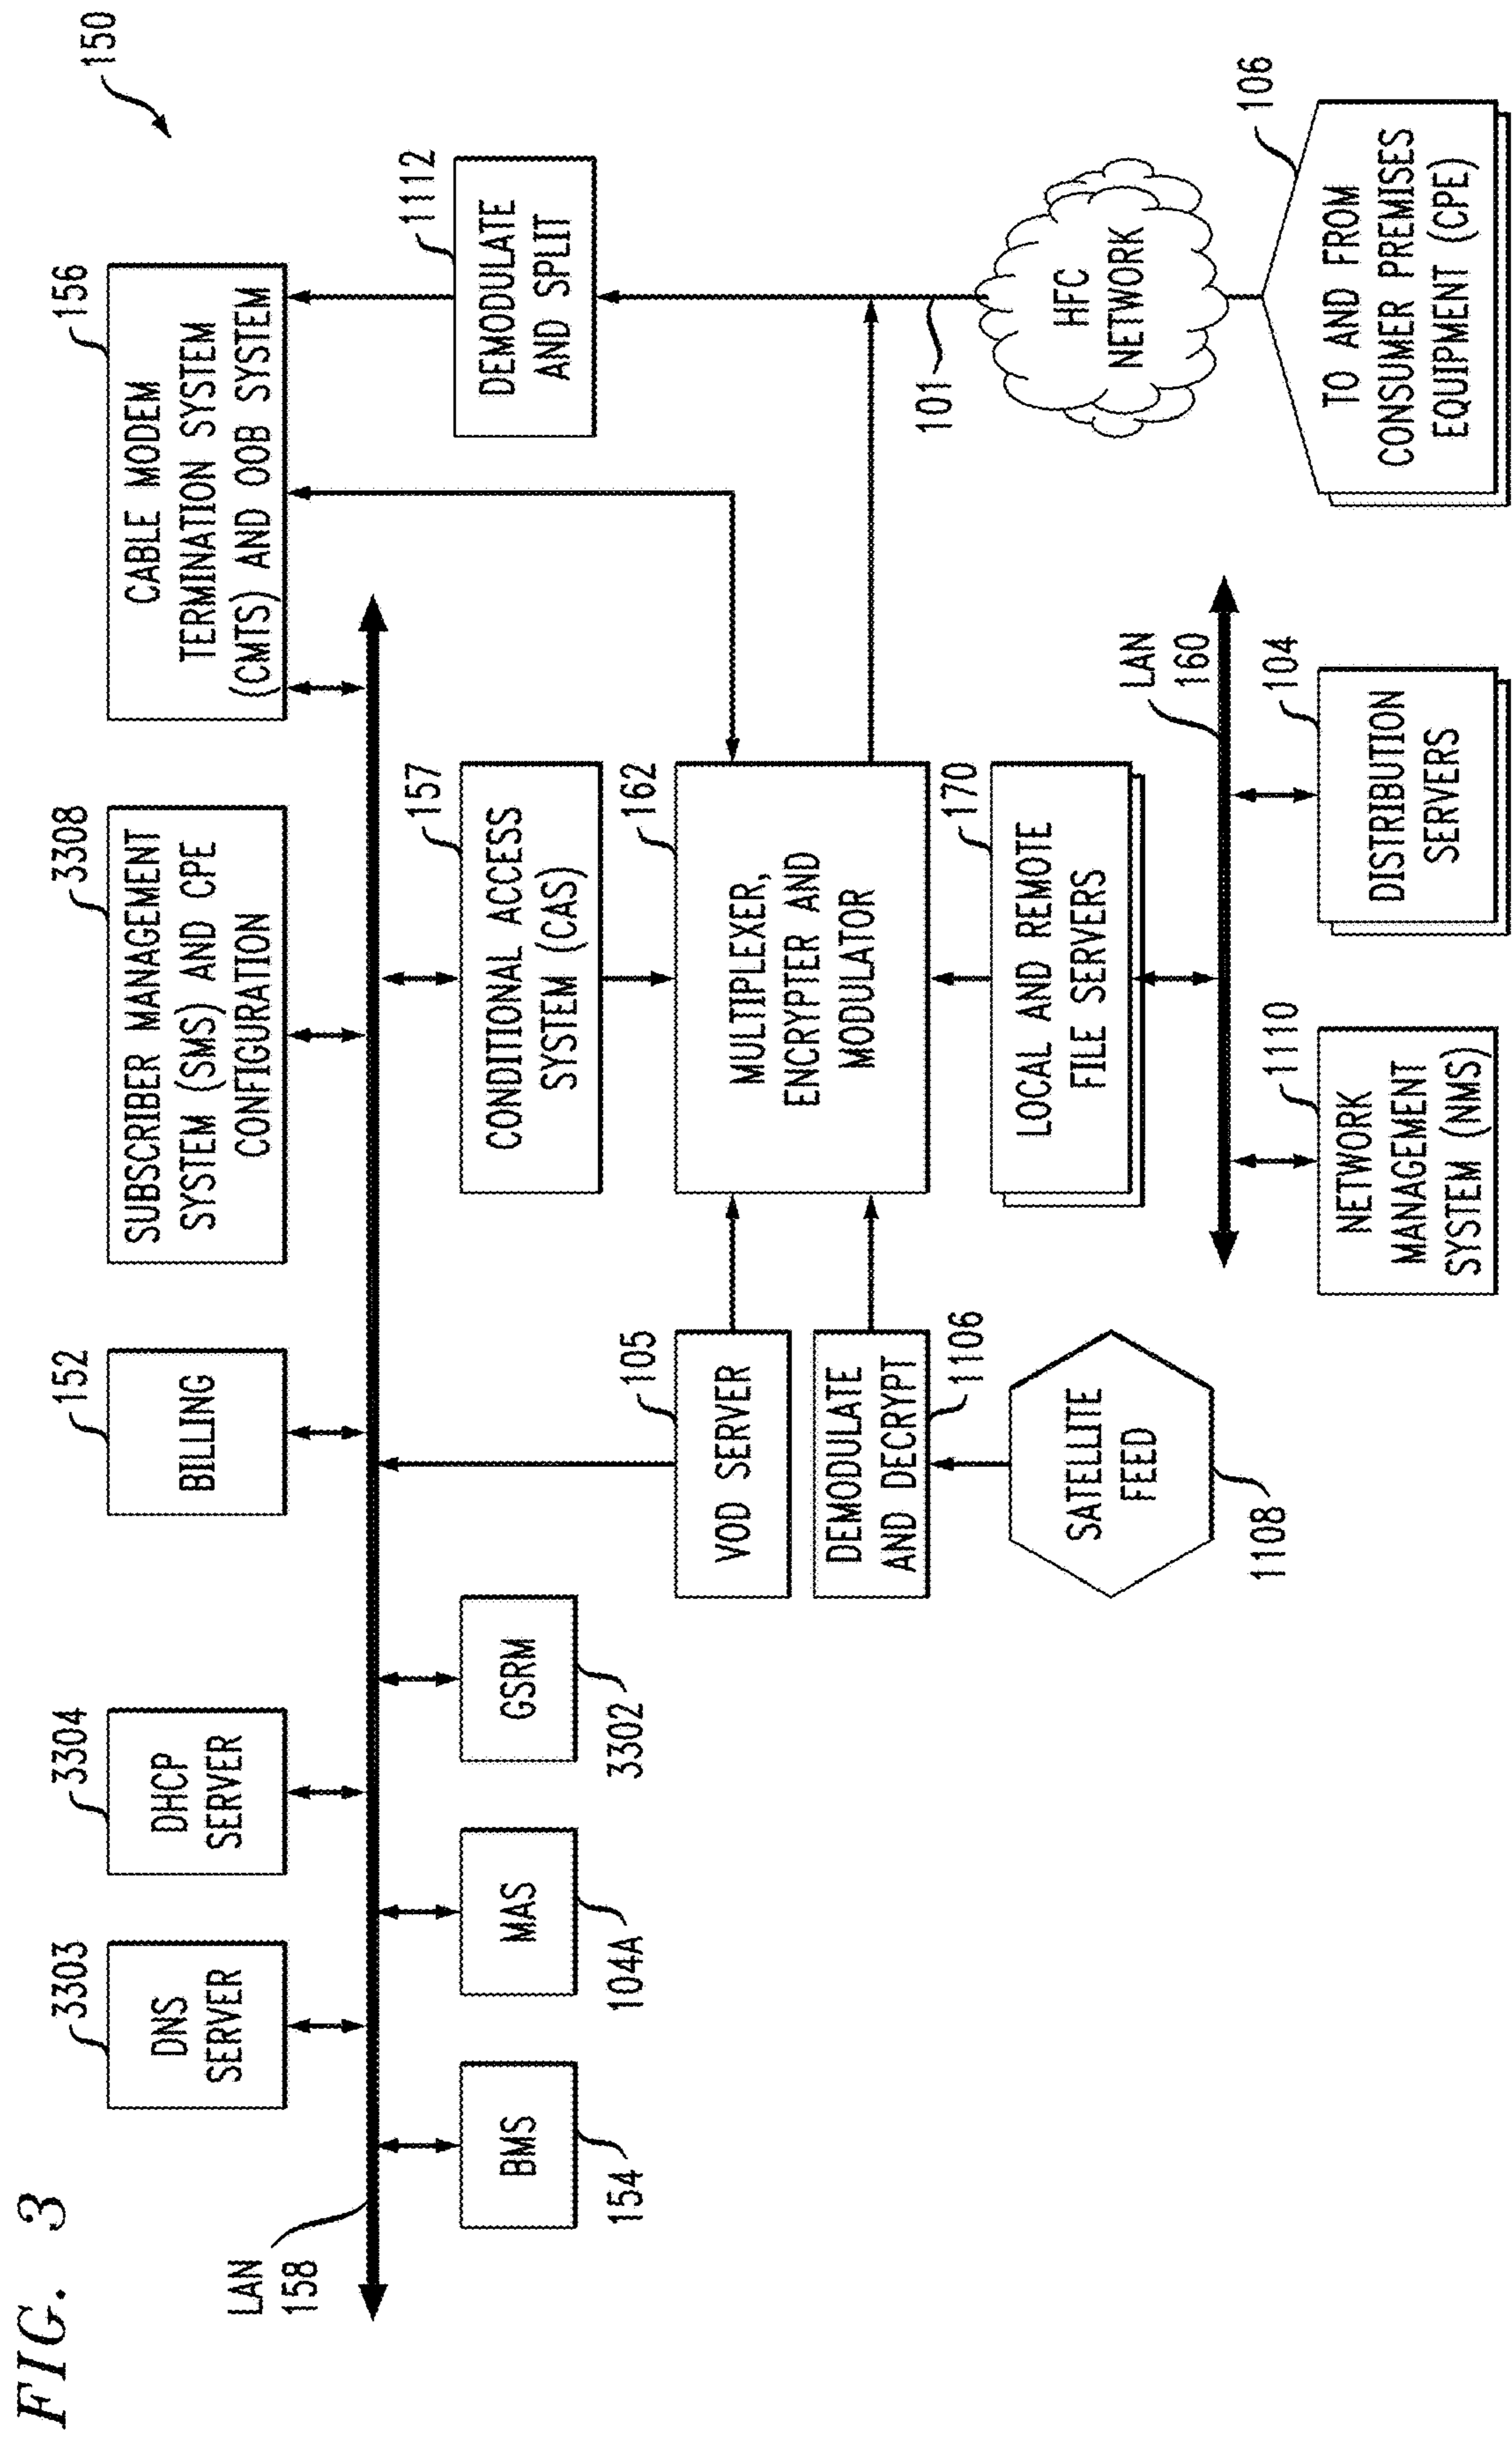 FIG. 3
150
3303
DNS
SERVER
3304
DHCP
SERVER
152
BILLING
3308
SUBSCRIBER MANAGEMENT
SYSTEM (SMS) AND CPE
CONFIGURATION
156
CABLE MODEM
TERMINATION SYSTEM
(CMTS) AND OOB SYSTEM
LAN
158
BMS
154
MAS
104A
GSRM
3302
157
CONDITIONAL ACCESS
SYSTEM (CAS)
1112
DEMODULATE
AND SPLIT
105
VOD SERVER
162
MULTIPLEXER,
ENCRYPTER AND
MODULATOR
DEMODULATE
AND DECRYPT
1106
SATELLITE
FEED
1108
170
LOCAL AND REMOTE
FILE SERVERS
101
HFC
NETWORK
LAN
160
1110
NETWORK
MANAGEMENT
SYSTEM (NMS)
104
DISTRIBUTION
SERVERS
106
TO AND FROM
CONSUMER PREMISES
EQUIPMENT (CPE)